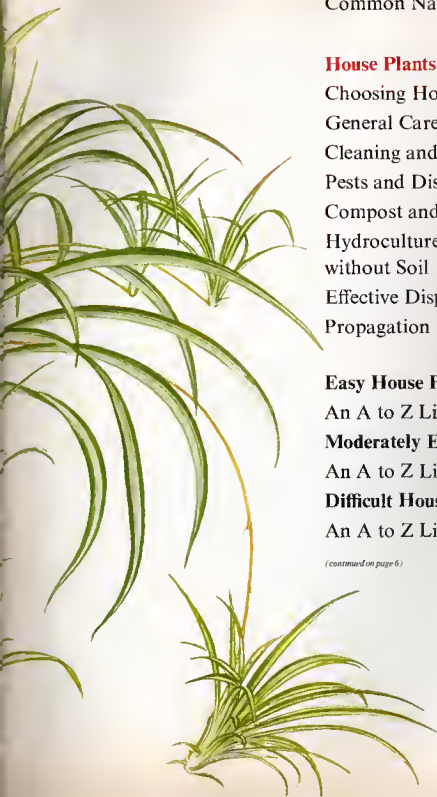 Common Na
House Plants
Choosing Ho
General Care
Cleaning and
Pests and Dis
Compost and
Hydroculture
without Soil
Effective Disp
Propagation
Easy House P
An A to Z Li
Moderately E
An A to Z Li
Difficult Hous
An A to Z Li
(continued on page 6)